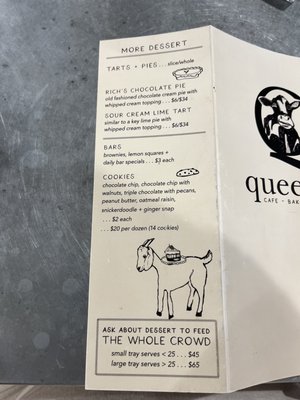 MORE DESSERT
TARTS + PIES ... slice/whole
RICH'S CHOCOLATE PIE
old fashioned chocolate cream pie with
whipped cream topping ... $6/$34
SOUR CREAM LIME TART
similar to a key lime pie with
whipped cream topping ... $6/$34
BARS
brownies, lemon squares +
daily bar specials ... $3 each
COOKIES
chocolate chip, chocolate chip with
walnuts, triple chocolate with pecans,
peanut butter, oatmeal raisin,
snickerdoodle + ginger snap
... $2 each
... $20 per dozen (14 cookies)
ASK ABOUT DESSERT TO FEED
THE WHOLE CROWD
small tray serves < 25 ... $45
large tray serves > 25 ... $65
quee
CAFE • BAK